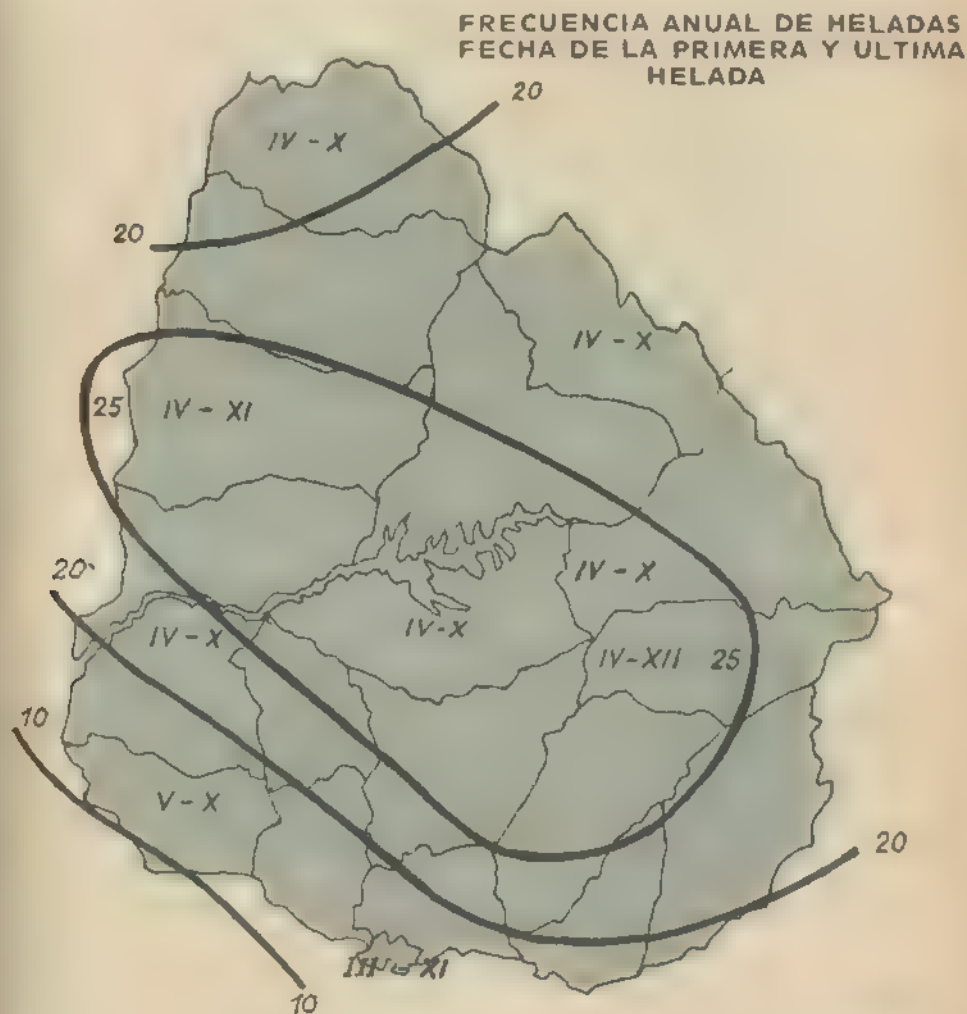 FRECUENCIA ANUAL DE HELADAS
FECHA DE LA PRIMERA Y ULTIMA
HELADA
20
IV - X
20
IV - X
25
IV - XI
20
IV - X
IV - X
IV - X
IV - XII
25
10
V - X
20
XI
10